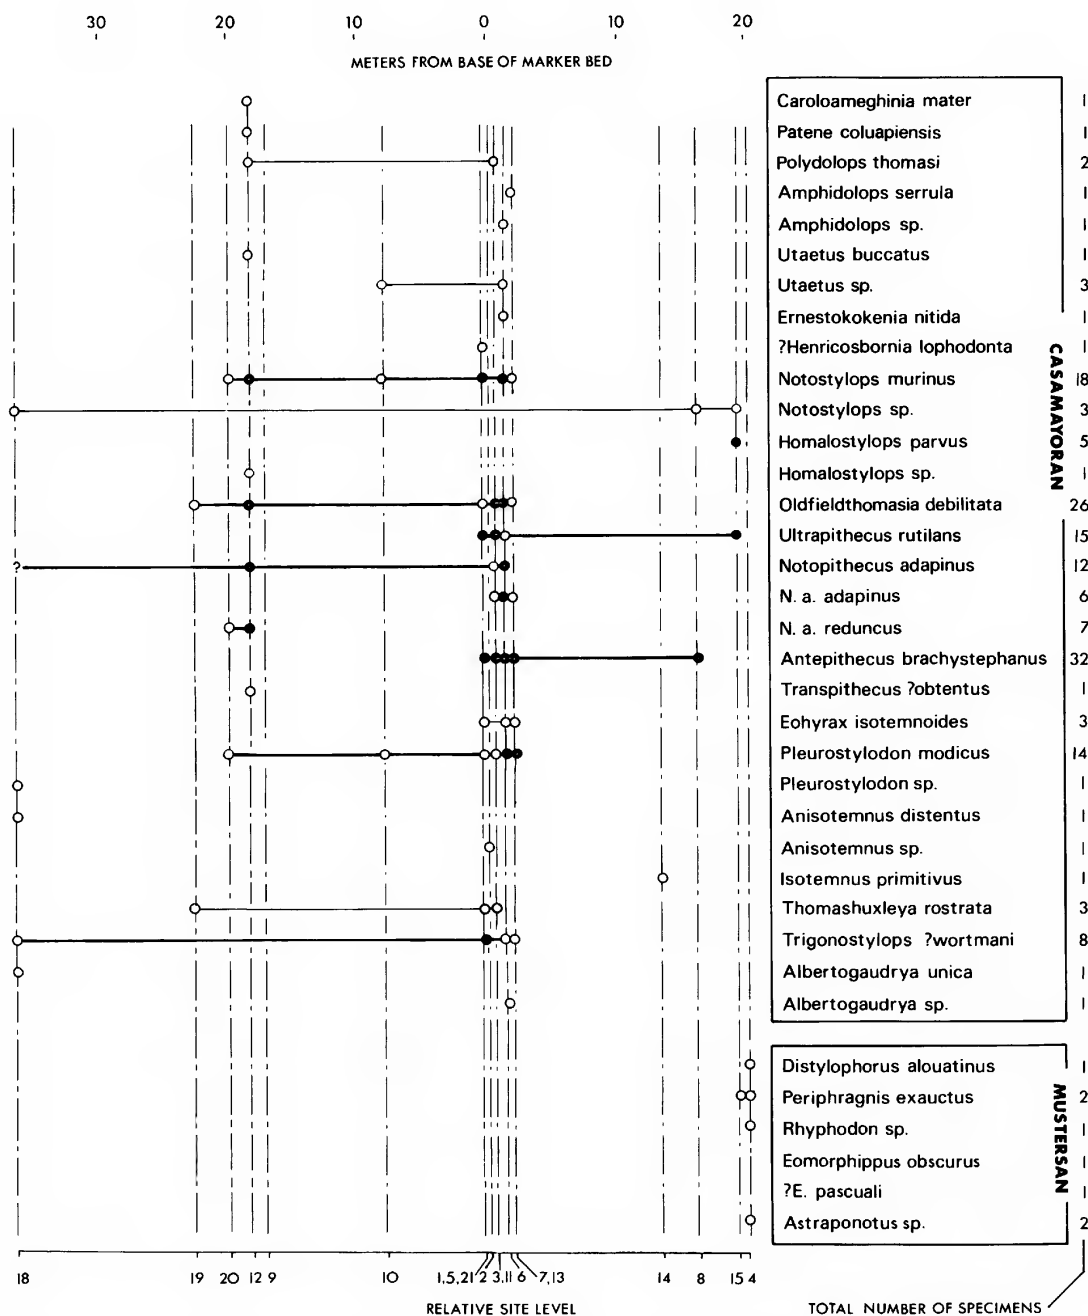 30 20 10 0 10 20
METERS FROM BASE OF MARKER BED
Caroloameghinia mater 1
Patene coluapiensis 1
Polydolops thomasi 2
Amphidolops serrula 1
Amphidolops sp. 1
Utaetus buccatus 1
Utaetus sp. 3
Ernestokokenia nitida 1
?Henricosbornia lophodonta 1
Notostylops murinus 18
Notostylops sp. 3
Homalostylops parvus 5
Homalostylops sp. 1
Oldfieldthomasia debilitata 26
Ultrapithecus rutilans 15
? Notopithecus adapinus 12
N. a. adapinus 6
N. a. reduncus 7
Antepithecus brachystephanus 32
Transpithecus ?obtentus 1
Eohyrax isotemnoides 3
Pleurostylodon modicus 14
Pleurostylodon sp. 1
Anisotemnus distentus 1
Anisotemnus sp. 1
Isotemnus primitivus 1
Thomashuxleya rostrata 3
Trigonostylops ?wortmani 8
Albertogaudrya unica 1
Albertogaudrya sp. 1
CASAMAYORAN
Distylophorus alouatinus 1
Periphragnis exauctus 2
Rhyphodon sp. 1
Eomorphippus obscurus 1
?E. pascuali 1
Astraponotus sp. 2
MUSTERSAN
18 19 20 12 9 10 1,5,21 2 3,11 6 7,13 14 8 15 4
RELATIVE SITE LEVEL
TOTAL NUMBER OF SPECIMENS